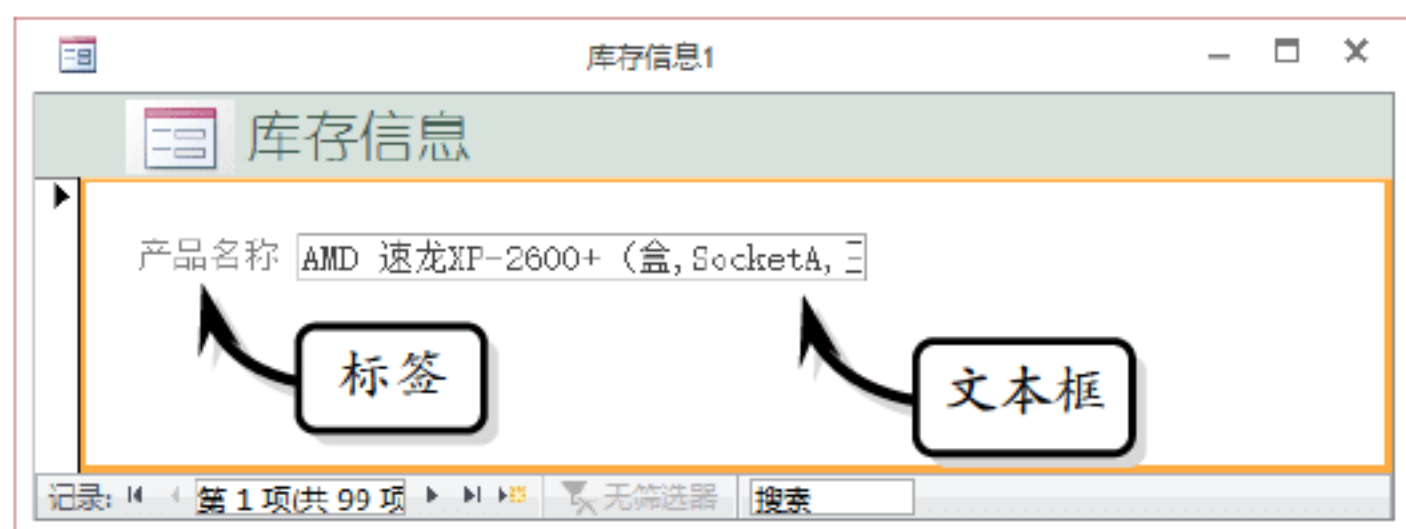 库存信息1
库存信息
产品名称 AMD 速龙XP-2600+（盒,SocketA,
标签
文本框
记录: 第 1 项(共 99 项 无筛选器 搜索